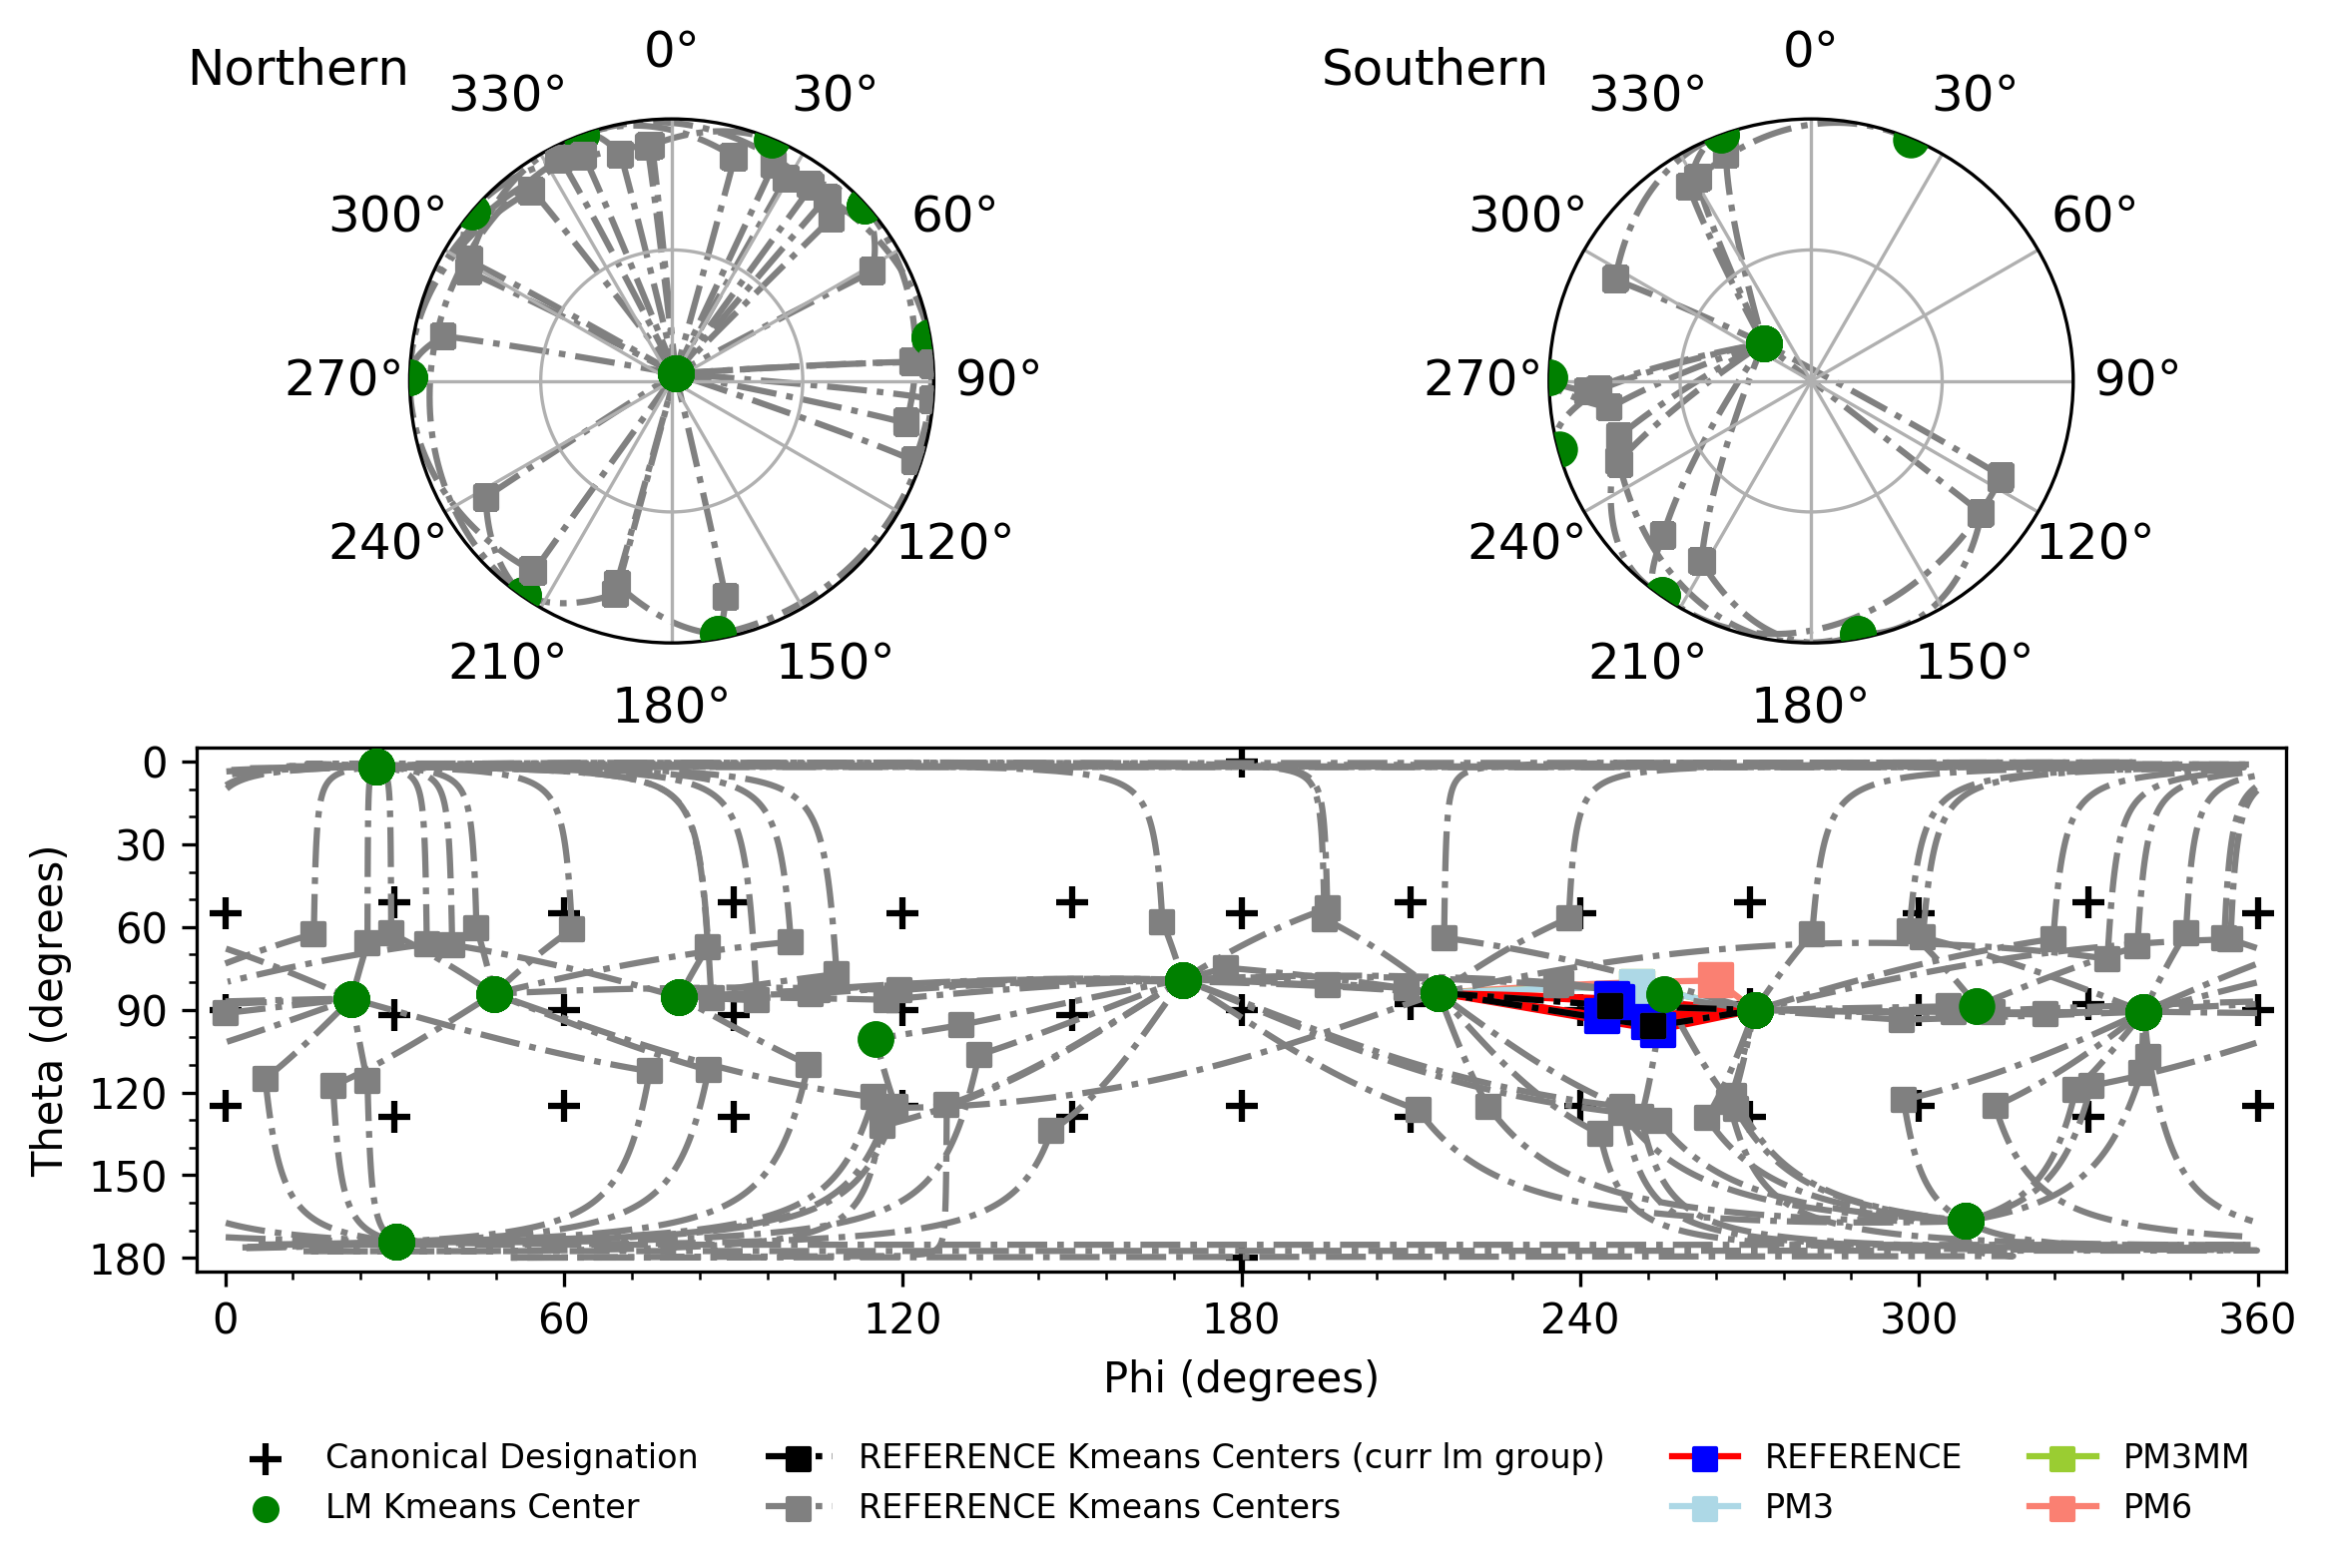 Northern
0°
30°
60°
90°
120°
150°
180°
210°
240°
270°
300°
330°
Southern
0°
30°
60°
90°
120°
150°
180°
210°
240°
270°
300°
330°
Theta (degrees)
0
30
60
90
120
150
180
0 60 120 180 240 300 360
Phi (degrees)
Canonical Designation
LM Kmeans Center
REFERENCE Kmeans Centers (curr lm group)
REFERENCE Kmeans Centers
REFERENCE
PM3
PM3MM
PM6